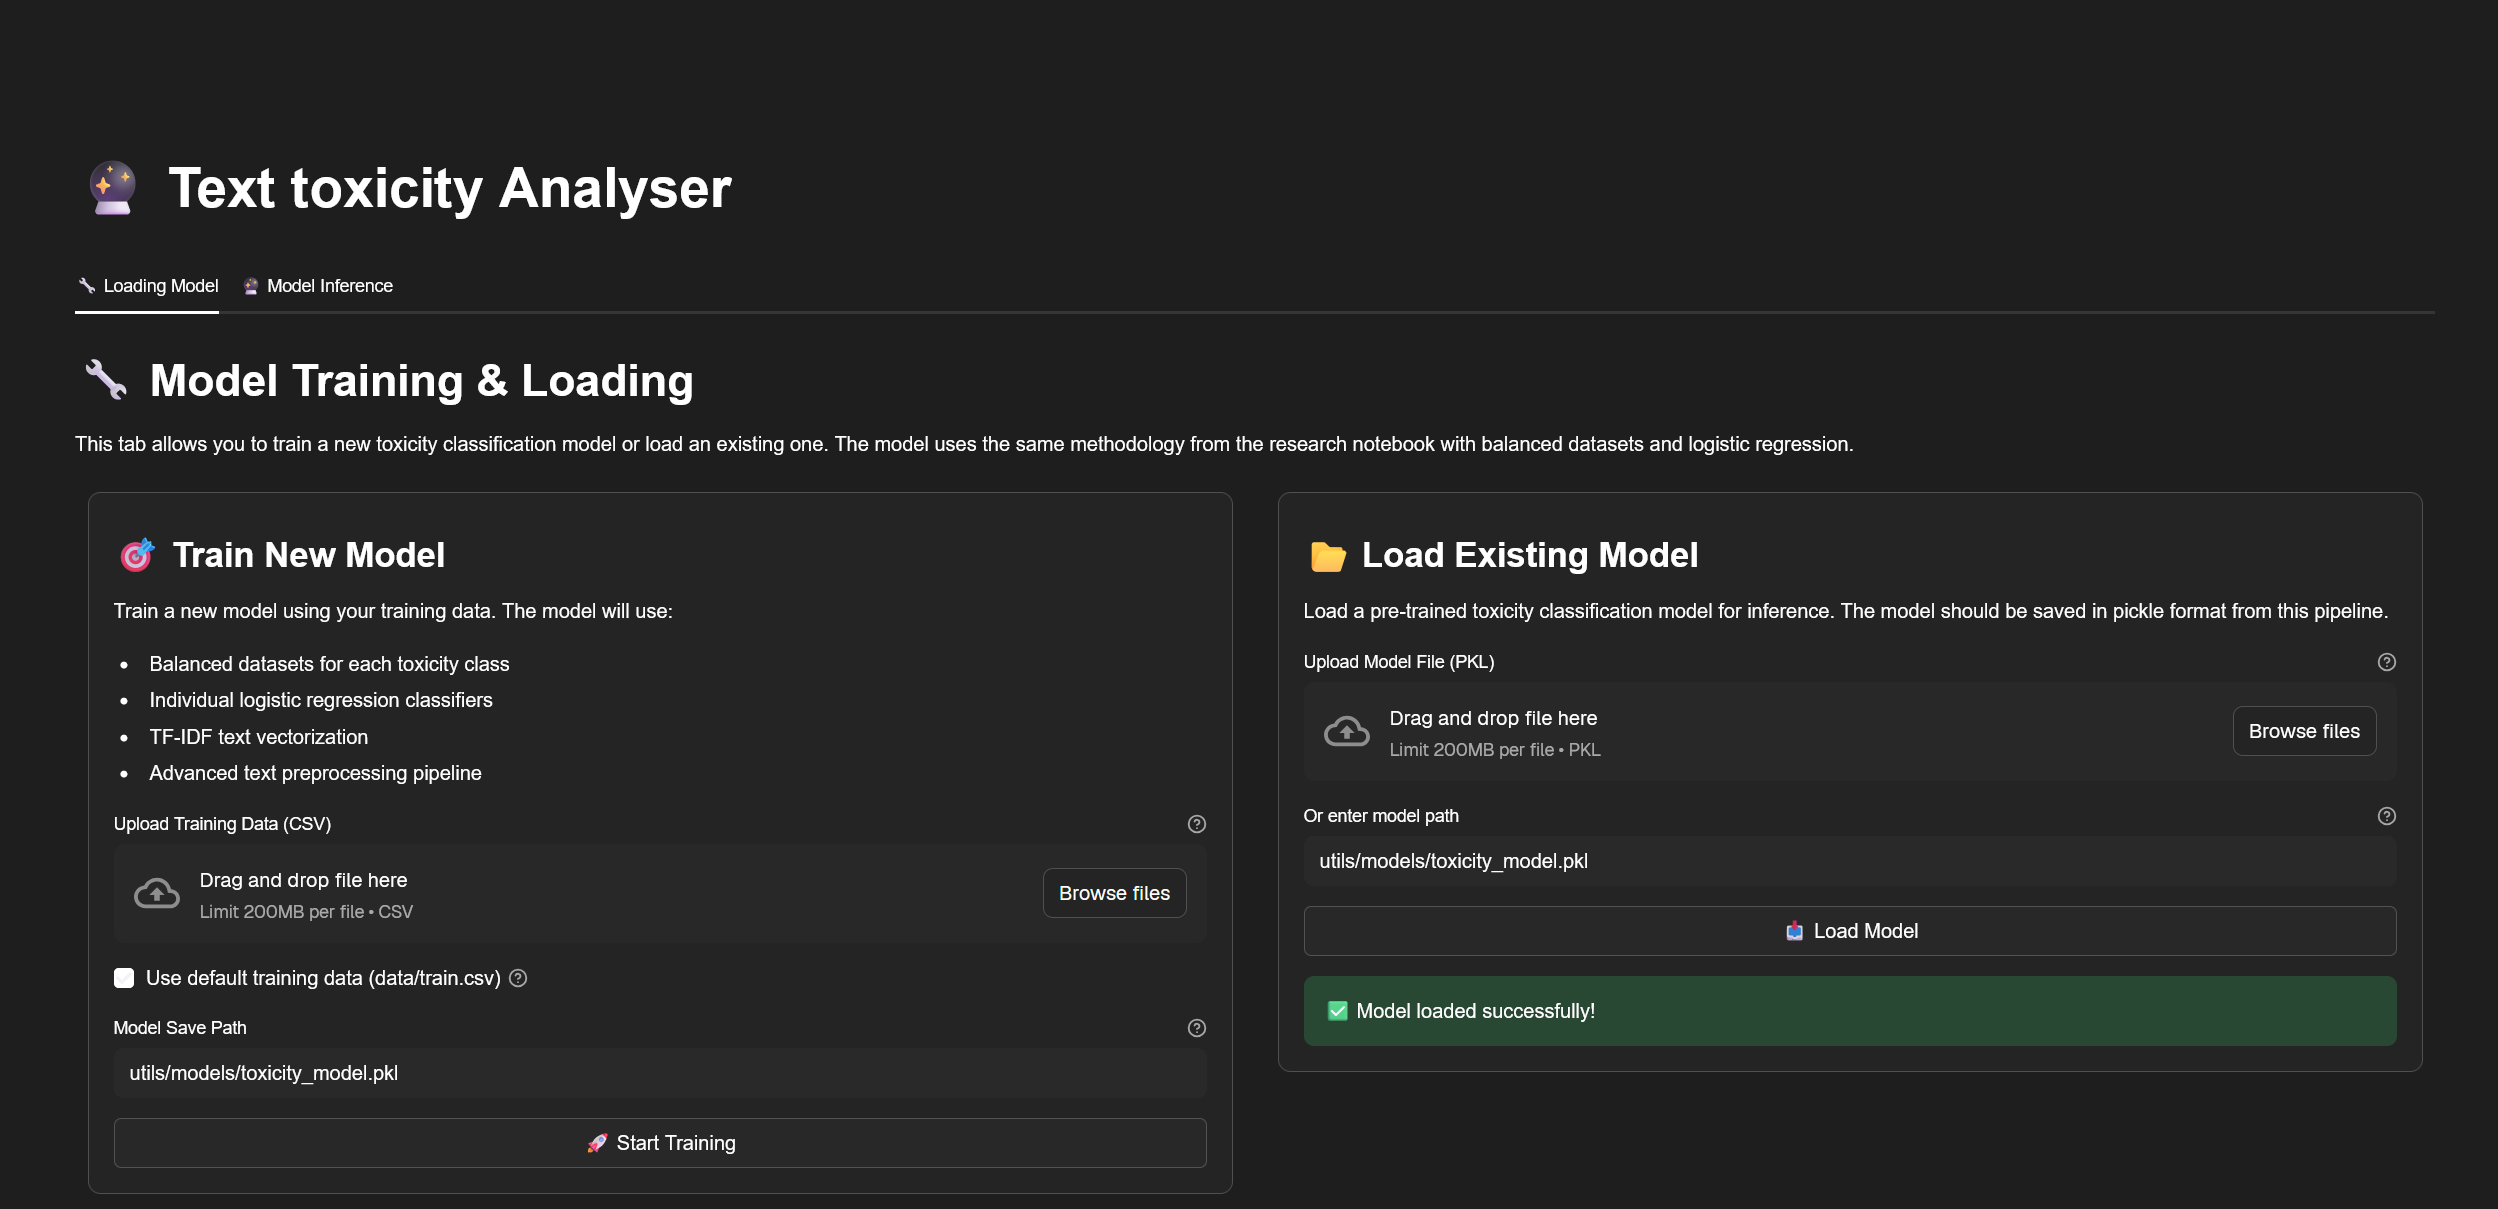 Text toxicity Analyser
Loading Model
Model Inference
Model Training & Loading
This tab allows you to train a new toxicity classification model or load an existing one. The model uses the same methodology from the research notebook with balanced datasets and logistic regression.
Train New Model
Train a new model using your training data. The model will use:
• Balanced datasets for each toxicity class
• Individual logistic regression classifiers
• TF-IDF text vectorization
• Advanced text preprocessing pipeline
Upload Training Data (CSV)
Drag and drop file here
Limit 200MB per file • CSV
Browse files
Use default training data (data/train.csv)
Model Save Path
utils/models/toxicity_model.pkl
Start Training
Load Existing Model
Load a pre-trained toxicity classification model for inference. The model should be saved in pickle format from this pipeline.
Upload Model File (PKL)
Drag and drop file here
Limit 200MB per file • PKL
Browse files
Or enter model path
utils/models/toxicity_model.pkl
Load Model
Model loaded successfully!